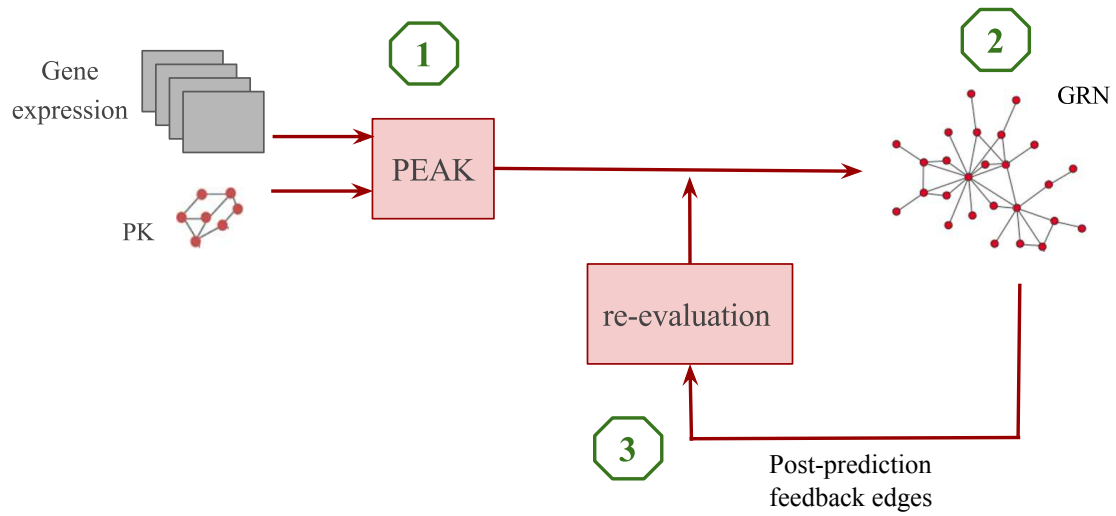 1
2
Gene
expression
GRN
PEAK
PK
re-evaluation
3
Post-prediction
feedback edges